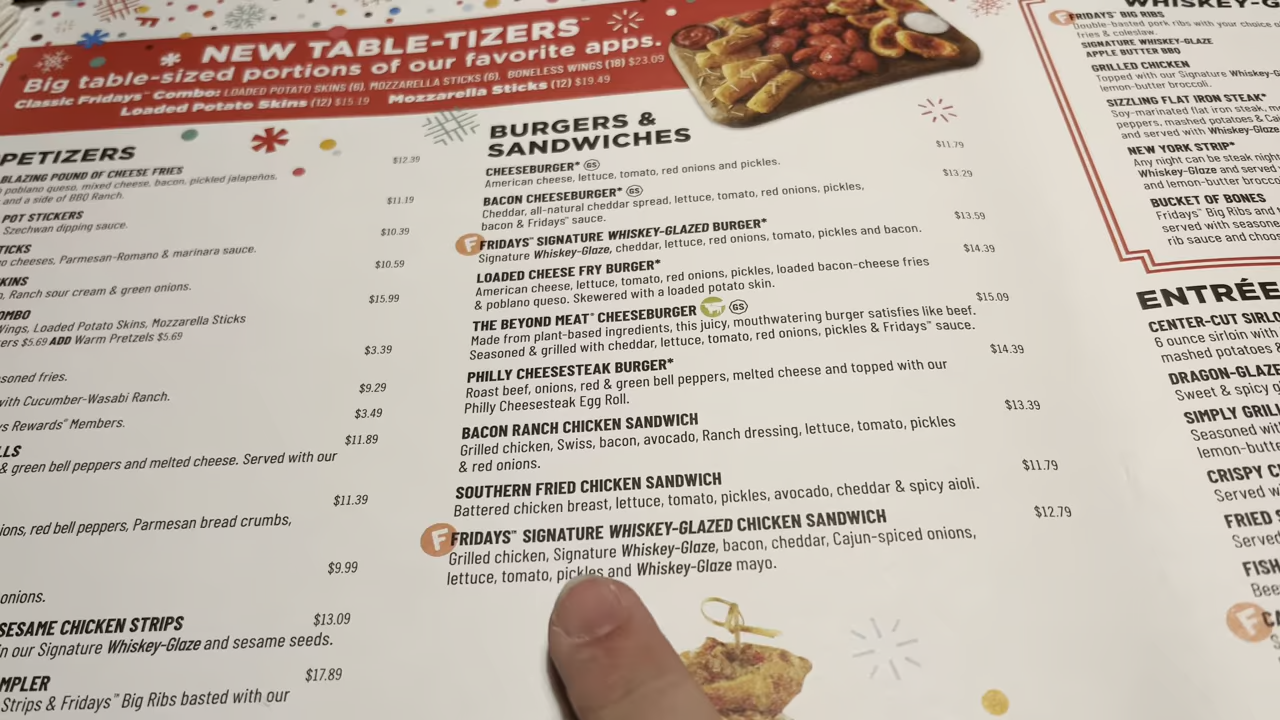 NEW TABLE-TIZERS™
Big table-sized portions of our favorite apps.
Classic Fridays™ Combo: LOADED POTATO SKINS (6), MOZZARELLA STICKS (6), BONELESS WINGS (18) $23.09
Loaded Potato Skins (12) $15.19 Mozzarella Sticks (12) $19.49
PETIZERS
BLAZING POUND OF CHEESE FRIES $12.39
poblano queso, mixed cheese, bacon, pickled jalapeños,
and a side of BBQ Ranch.
POT STICKERS $11.19
Szechwan dipping sauce.
TICKS $10.39
o cheeses, Parmesan-Romano & marinara sauce.
KINS $10.59
, Ranch sour cream & green onions.
OMBO $15.99
Wings, Loaded Potato Skins, Mozzarella Sticks
ers $5.69 ADD Warm Pretzels $5.69
$3.39
soned fries.
$9.29
with Cucumber-Wasabi Ranch.
$3.49
s Rewards™ Members.
LLS $11.89
& green bell peppers and melted cheese. Served with our
$11.39
ions, red bell peppers, Parmesan bread crumbs,
$9.99
onions.
SESAME CHICKEN STRIPS $13.09
in our Signature Whiskey-Glaze and sesame seeds.
MPLER $17.89
Strips & Fridays™ Big Ribs basted with our
BURGERS &
SANDWICHES
CHEESEBURGER* GS $11.79
American cheese, lettuce, tomato, red onions and pickles.
BACON CHEESEBURGER* GS $13.29
Cheddar, all-natural cheddar spread, lettuce, tomato, red onions, pickles,
bacon & Fridays™ sauce.
F FRIDAYS™ SIGNATURE WHISKEY-GLAZED BURGER* $13.59
Signature Whiskey-Glaze, cheddar, lettuce, red onions, tomato, pickles and bacon.
LOADED CHEESE FRY BURGER* $14.39
American cheese, lettuce, tomato, red onions, pickles, loaded bacon-cheese fries
& poblano queso. Skewered with a loaded potato skin.
THE BEYOND MEAT™ CHEESEBURGER GS $15.09
Made from plant-based ingredients, this juicy, mouthwatering burger satisfies like beef.
Seasoned & grilled with cheddar, lettuce, tomato, red onions, pickles & Fridays™ sauce.
PHILLY CHEESESTEAK BURGER* $14.39
Roast beef, onions, red & green bell peppers, melted cheese and topped with our
Philly Cheesesteak Egg Roll.
BACON RANCH CHICKEN SANDWICH $13.39
Grilled chicken, Swiss, bacon, avocado, Ranch dressing, lettuce, tomato, pickles
& red onions.
SOUTHERN FRIED CHICKEN SANDWICH $11.79
Battered chicken breast, lettuce, tomato, pickles, avocado, cheddar & spicy aioli.
F FRIDAYS™ SIGNATURE WHISKEY-GLAZED CHICKEN SANDWICH $12.79
Grilled chicken, Signature Whiskey-Glaze, bacon, cheddar, Cajun-spiced onions,
lettuce, tomato, pickles and Whiskey-Glaze mayo.
WHISKEY-G
F FRIDAYS™ BIG RIBS
Double-basted pork ribs with your choice
fries & coleslaw.
SIGNATURE WHISKEY-GLAZE
APPLE BUTTER BBQ
GRILLED CHICKEN
Topped with our Signature Whiskey-G
lemon-butter broccoli.
SIZZLING FLAT IRON STEAK*
Soy-marinated flat iron steak, m
peppers, mashed potatoes & Ca
and served with Whiskey-Glaze
NEW YORK STRIP*
Any night can be steak night
Whiskey-Glaze and served
and lemon-butter brocco
BUCKET OF BONES
Fridays™ Big Ribs and
served with seasone
rib sauce and choos
ENTRÉE
CENTER-CUT SIRLO
6 ounce sirloin with
mashed potatoes &
DRAGON-GLAZE
Sweet & spicy g
SIMPLY GRILL
Seasoned wit
lemon-butte
CRISPY C
Served w
FRIED S
Served
FISH
Bee
F C